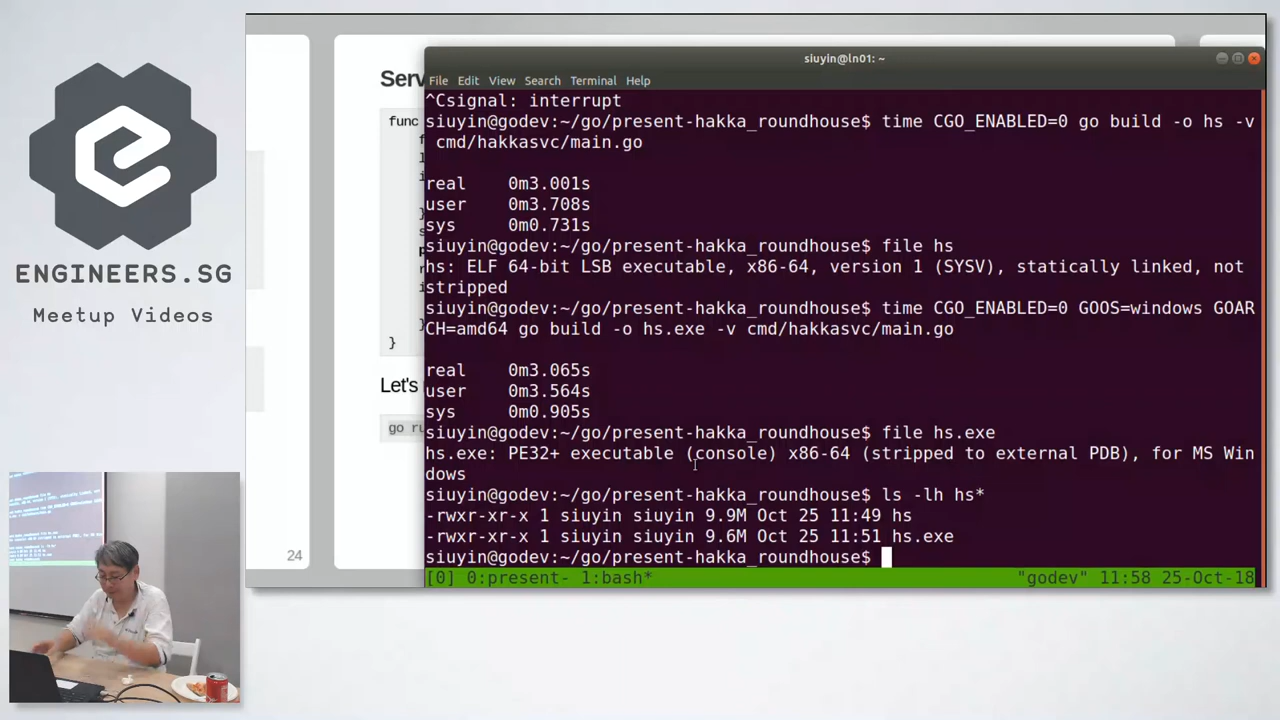 ENGINEERS.SG
Meetup Videos
Serv
func
}
Let's
go ru
24
siuyin@ln01: ~
File Edit View Search Terminal Help
^Csignal: interrupt
siuyin@godev:~/go/present-hakka_roundhouse$ time CGO_ENABLED=0 go build -o hs -v
cmd/hakkasvc/main.go
real 0m3.001s
user 0m3.708s
sys 0m0.731s
siuyin@godev:~/go/present-hakka_roundhouse$ file hs
hs: ELF 64-bit LSB executable, x86-64, version 1 (SYSV), statically linked, not
stripped
siuyin@godev:~/go/present-hakka_roundhouse$ time CGO_ENABLED=0 GOOS=windows GOAR
CH=amd64 go build -o hs.exe -v cmd/hakkasvc/main.go
real 0m3.065s
user 0m3.564s
sys 0m0.905s
siuyin@godev:~/go/present-hakka_roundhouse$ file hs.exe
hs.exe: PE32+ executable (console) x86-64 (stripped to external PDB), for MS Win
dows
siuyin@godev:~/go/present-hakka_roundhouse$ ls -lh hs*
-rwxr-xr-x 1 siuyin siuyin 9.9M Oct 25 11:49 hs
-rwxr-xr-x 1 siuyin siuyin 9.6M Oct 25 11:51 hs.exe
siuyin@godev:~/go/present-hakka_roundhouse$
[0] 0:present- 1:bash* "godev" 11:58 25-Oct-18